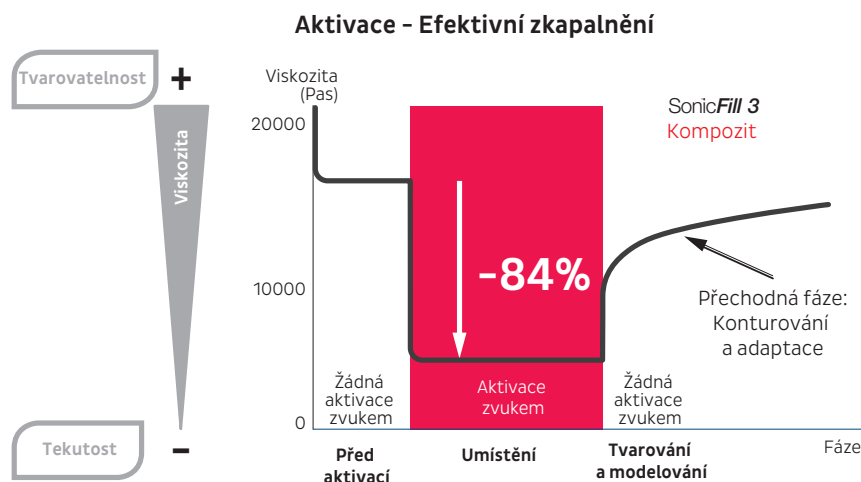 Aktivace – Efektivní zkapalnění
Tvarovatelnost
+
Viskozita
Tekutost
–
Viskozita
(Pas)
20000
10000
0
SonicFill 3
Kompozit
-84%
Přechodná fáze:
Konturování
a adaptace
Žádná
aktivace
zvukem
Aktivace
zvukem
Žádná
aktivace
zvukem
Před
aktivací
Umístění
Tvarování
a modelování
Fáze